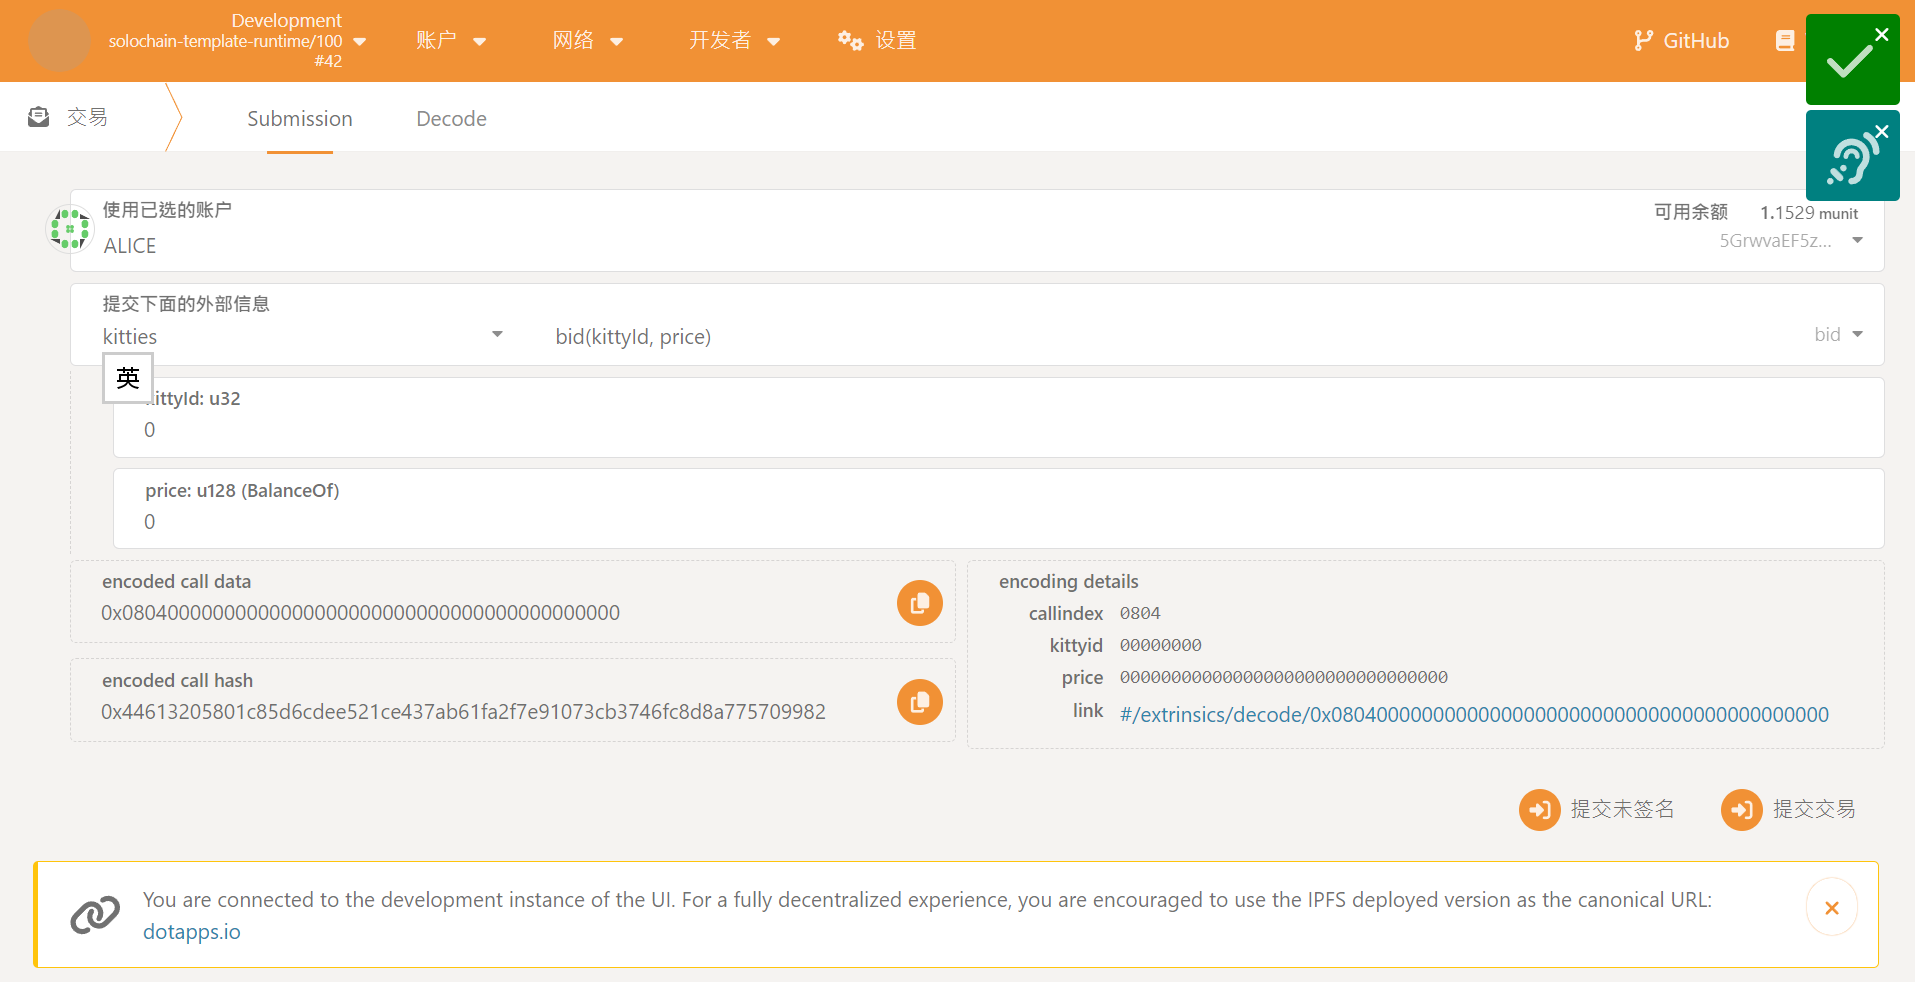 Development
solochain-template-runtime/100
#42
账户
网络
开发者
设置
GitHub
交易
Submission
Decode
使用已选的账户
ALICE
可用余额 1.1529 munit
5GrwvaEF5z...
提交下面的外部信息
kitties
bid(kittyId, price)
bid
英
kittyId: u32
0
price: u128 (BalanceOf)
0
encoded call data
0x08040000000000000000000000000000000000000000
encoded call hash
0x44613205801c85d6cdee521ce437ab61fa2f7e91073cb3746fc8d8a775709982
encoding details
callindex 0804
kittyid 00000000
price 00000000000000000000000000000000
link #/extrinsics/decode/0x08040000000000000000000000000000000000000000
提交未签名
提交交易
You are connected to the development instance of the UI. For a fully decentralized experience, you are encouraged to use the IPFS deployed version as the canonical URL:
dotapps.io